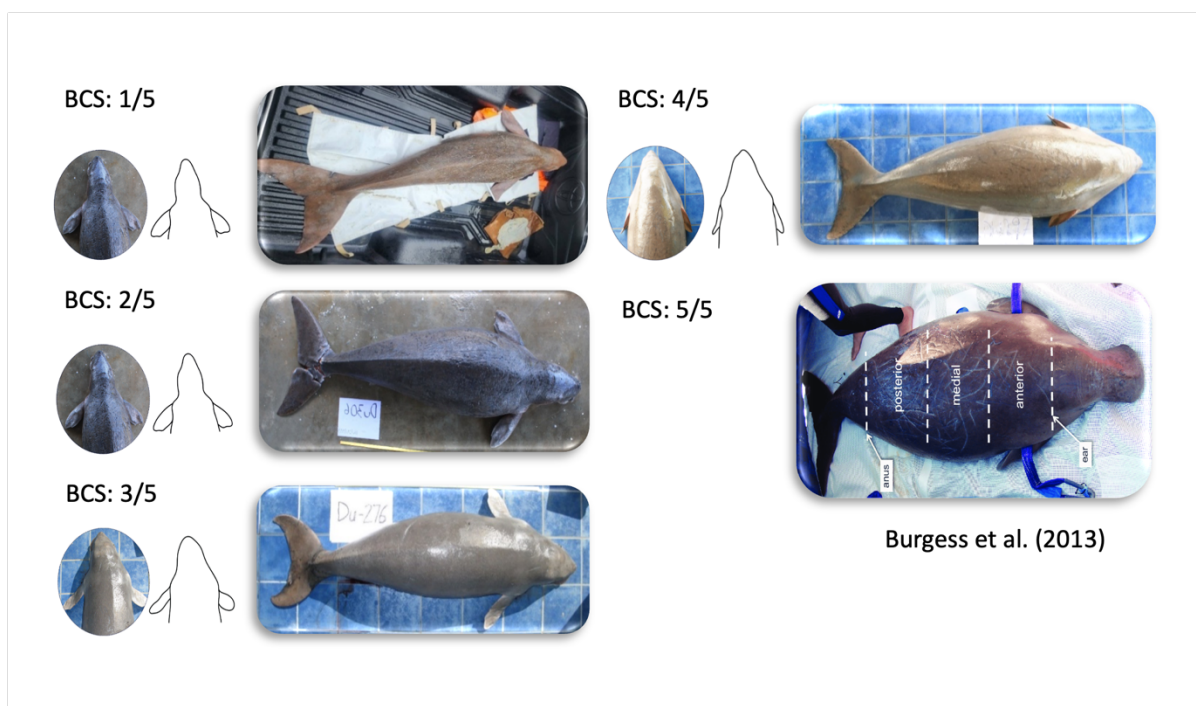 BCS: 1/5
BCS: 2/5
BCS: 3/5
Du-276
BCS: 4/5
BCS: 5/5
posterior
medial
anterior
anus
ear
Burgess et al. (2013)